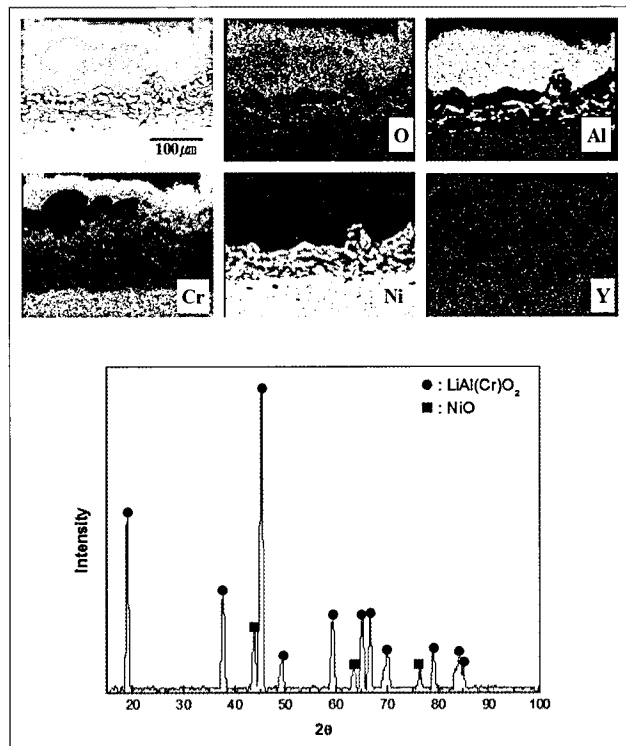 100μm
O
Al
Cr
Ni
Y
● : LiAl(Cr)O₂
■ : NiO
Intensity
20 30 40 50 60 70 80 90 100
2θ